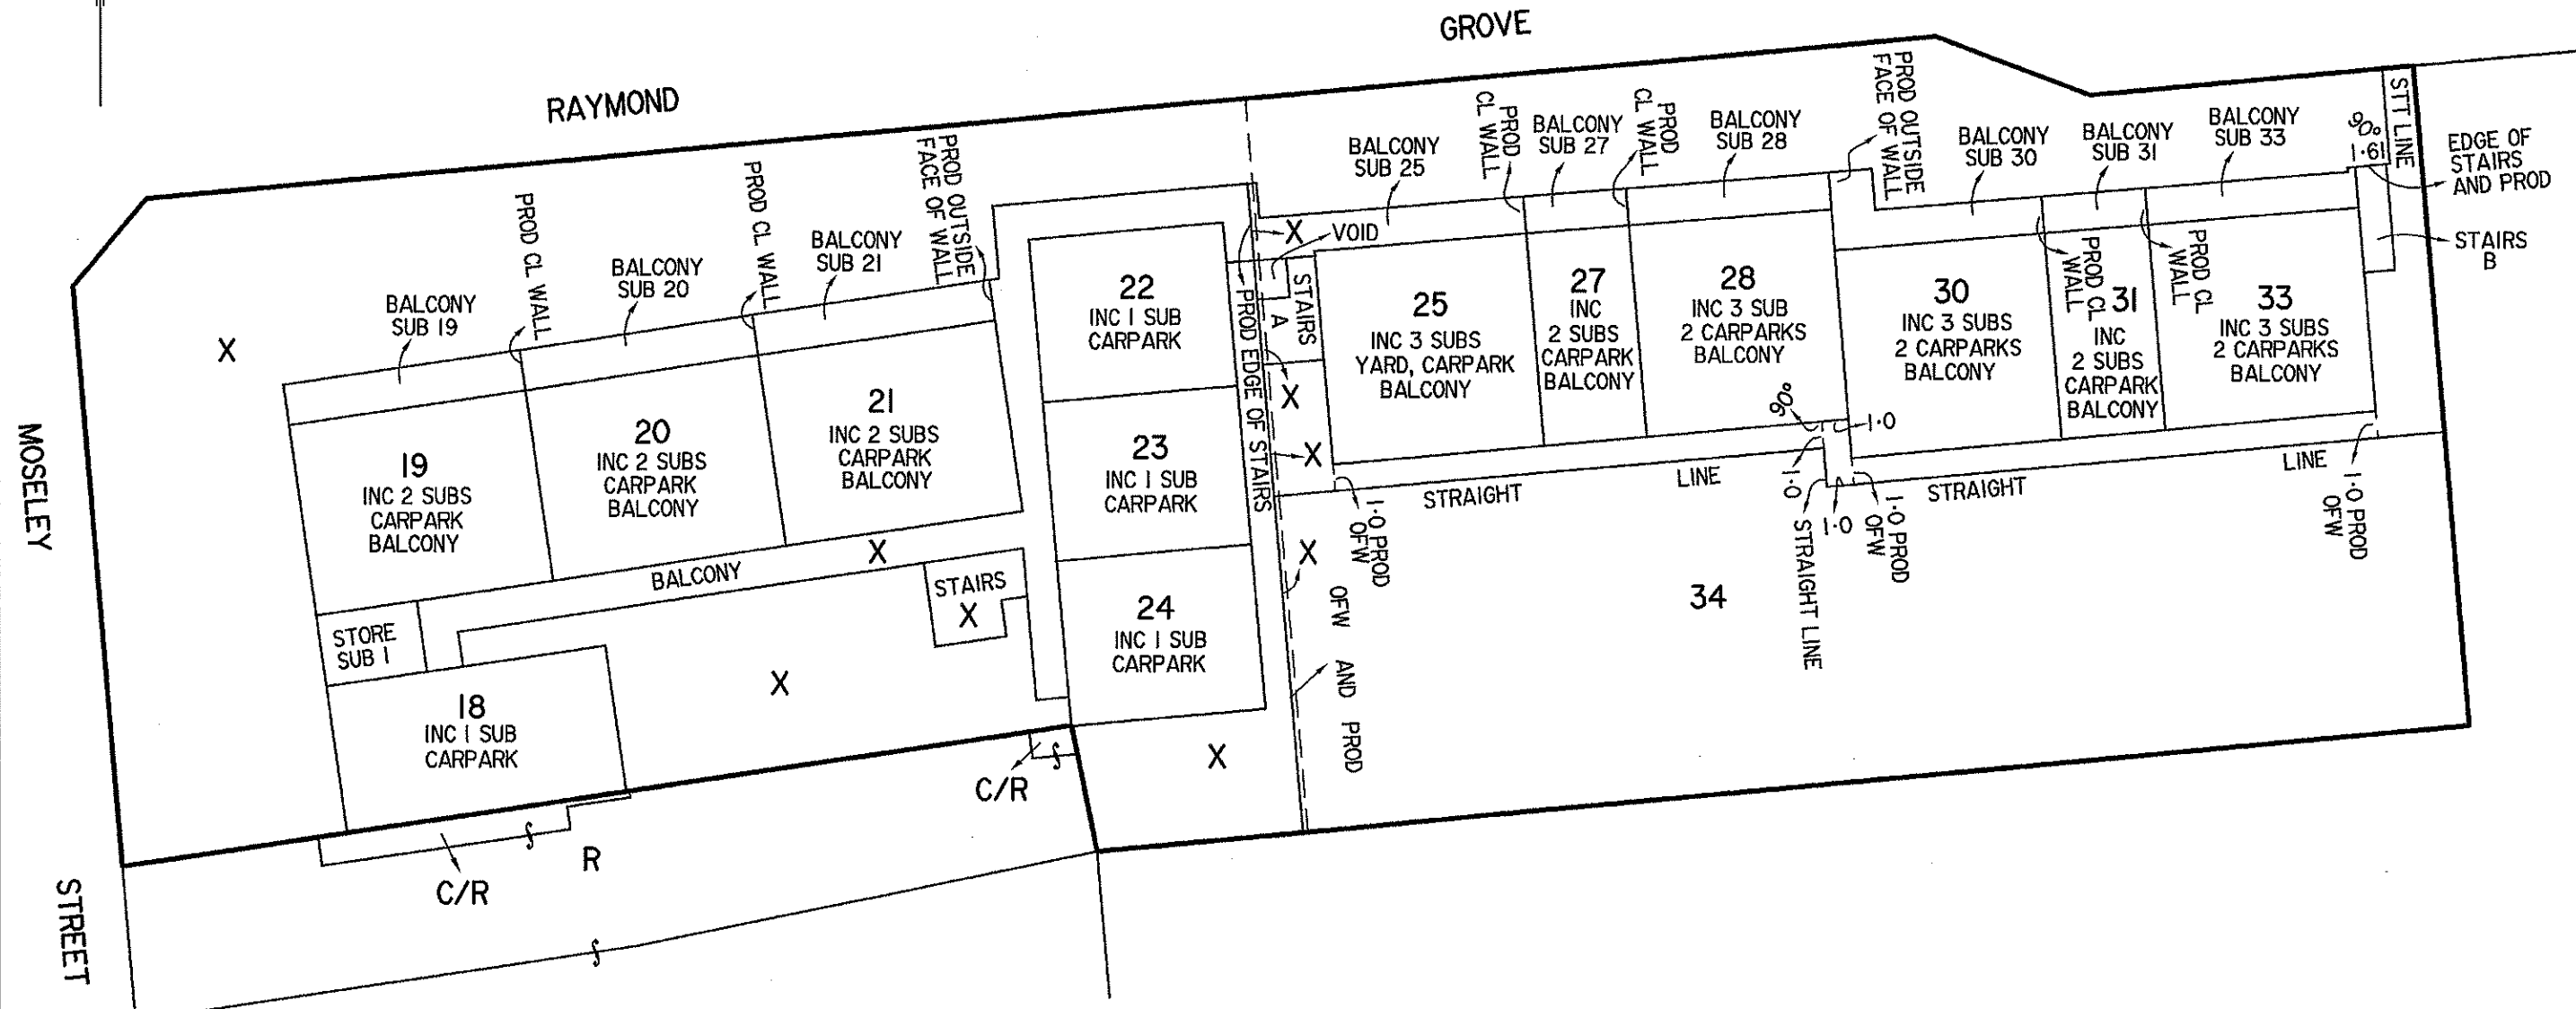 GROVE
RAYMOND
MOSELEY
STREET
X
BALCONY
SUB 19
PROD CL WALL
BALCONY
SUB 20
PROD CL WALL
BALCONY
SUB 21
PROD OUTSIDE
FACE OF WALL
19
INC 2 SUBS
CARPARK
BALCONY
20
INC 2 SUBS
CARPARK
BALCONY
21
INC 2 SUBS
CARPARK
BALCONY
BALCONY
X
STAIRS
X
STORE
SUB 1
18
INC 1 SUB
CARPARK
X
C/R
R
C/R
22
INC 1 SUB
CARPARK
23
INC 1 SUB
CARPARK
24
INC 1 SUB
CARPARK
X
PROD EDGE OF STAIRS
X
VOID
STAIRS
A
X
X
X
OFW AND PROD
BALCONY
SUB 25
PROD
CL WALL
BALCONY
SUB 27
PROD
CL WALL
BALCONY
SUB 28
PROD OUTSIDE
FACE OF WALL
BALCONY
SUB 30
BALCONY
SUB 31
BALCONY
SUB 33
90°
1·61
STT LINE
EDGE OF
STAIRS
AND PROD
STAIRS
B
25
INC 3 SUBS
YARD, CARPARK
BALCONY
27
INC
2 SUBS
CARPARK
BALCONY
28
INC 3 SUB
2 CARPARKS
BALCONY
30
INC 3 SUBS
2 CARPARKS
BALCONY
PROD CL
WALL
31
INC
2 SUBS
CARPARK
BALCONY
PROD CL
WALL
33
INC 3 SUBS
2 CARPARKS
BALCONY
90°
1·0
STRAIGHT
LINE
1·0 PROD
OFW
1·0
STRAIGHT LINE
1·0
1·0 PROD
OFW
STRAIGHT
LINE
1·0 PROD
OFW
34